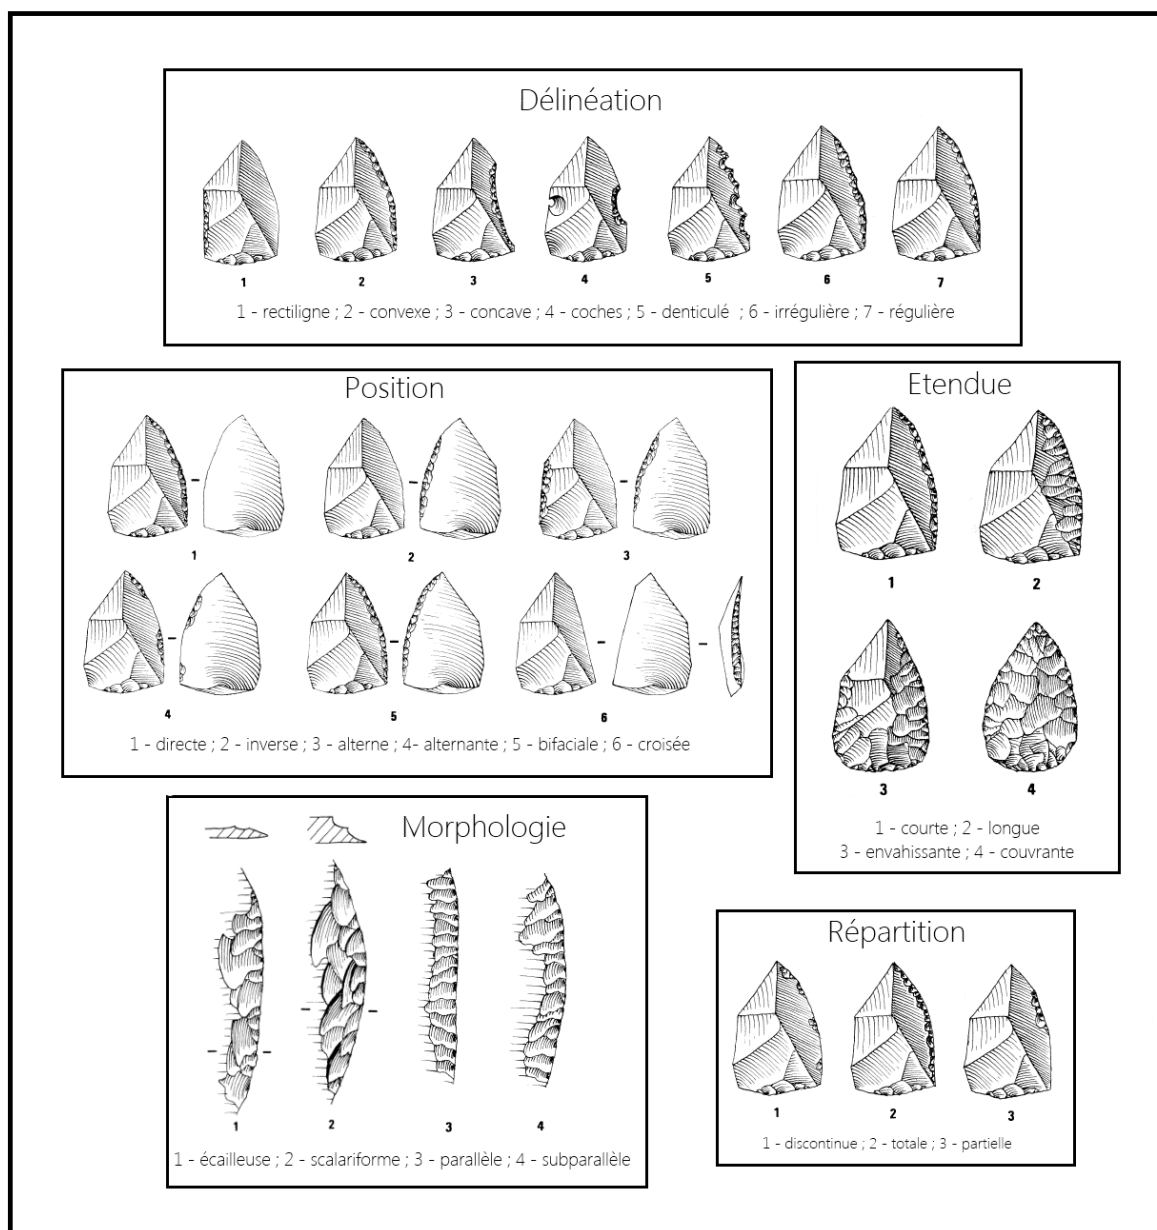 Délinéation
1 2 3 4 5 6 7
1 - rectiligne ; 2 - convexe ; 3 - concave ; 4 - coches ; 5 - denticulé ; 6 - irrégulière ; 7 - régulière
Position
1 2 3
4 5 6
1 - directe ; 2 - inverse ; 3 - alterne ; 4- alternante ; 5 - bifaciale ; 6 - croisée
Etendue
1 2
3 4
1 - courte ; 2 - longue
3 - envahissante ; 4 - couvrante
Morphologie
1 2 3 4
1 - écailleuse ; 2 - scalariforme ; 3 - parallèle ; 4 - subparallèle
Répartition
1 2 3
1 - discontinue ; 2 - totale ; 3 - partielle